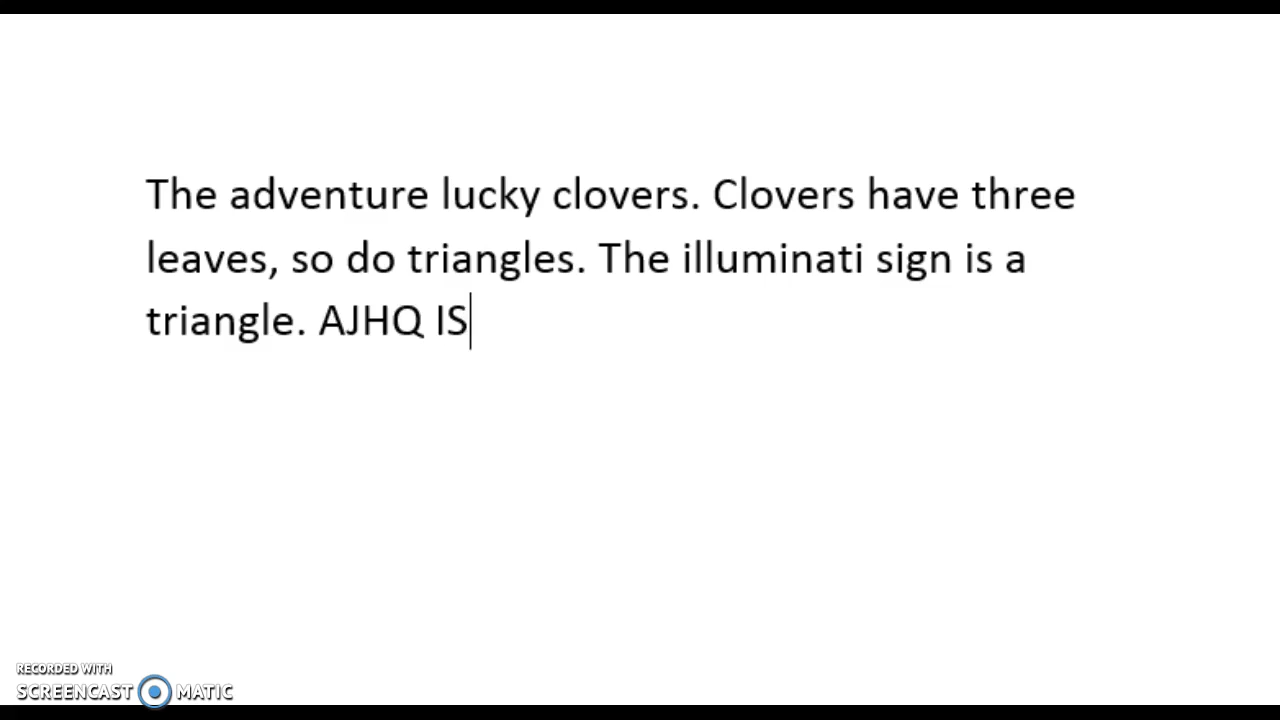 The adventure lucky clovers. Clovers have three
leaves, so do triangles. The illuminati sign is a
triangle. AJHQ IS
RECORDED WITH
SCREENCAST MATIC